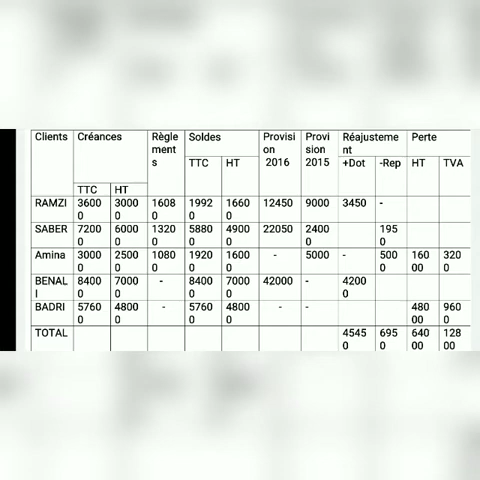 Clients Créances Règlements Soldes Provision 2016 Provision 2015 Réajustement Perte
TTC HT TTC HT +Dot -Rep HT TVA
RAMZI 36000 30000 16080 19920 16600 12450 9000 3450 -
SABER 72000 60000 13200 58800 49000 22050 24000 1950
Amina 30000 25000 10800 19200 16000 - 5000 - 5000 16000 3200
BENALI 84000 70000 - 84000 70000 42000 - 42000
BADRI 57600 48000 - 57600 48000 - - 48000 9600
TOTAL 45450 6950 64000 12800